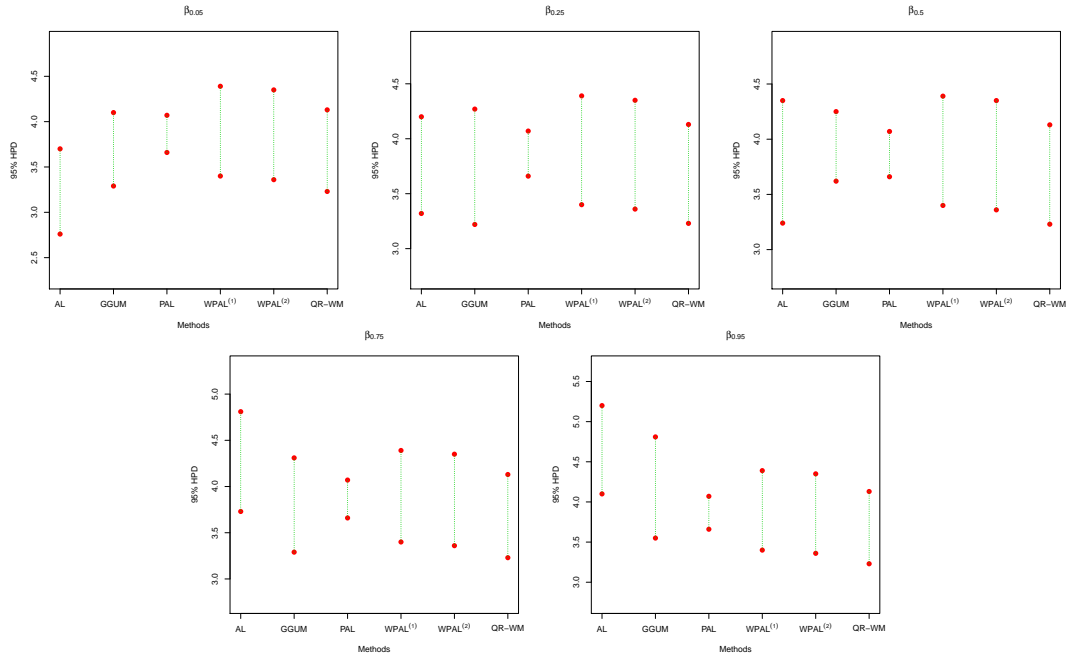 β0.05
95% HPD
4.5
4.0
3.5
3.0
2.5
AL GGUM PAL WPAL(1) WPAL(2) QR−WM
Methods
β0.25
95% HPD
4.5
4.0
3.5
3.0
AL GGUM PAL WPAL(1) WPAL(2) QR−WM
Methods
β0.5
95% HPD
4.5
4.0
3.5
3.0
AL GGUM PAL WPAL(1) WPAL(2) QR−WM
Methods
β0.75
95% HPD
5.0
4.5
4.0
3.5
3.0
AL GGUM PAL WPAL(1) WPAL(2) QR−WM
Methods
β0.95
95% HPD
5.5
5.0
4.5
4.0
3.5
3.0
AL GGUM PAL WPAL(1) WPAL(2) QR−WM
Methods